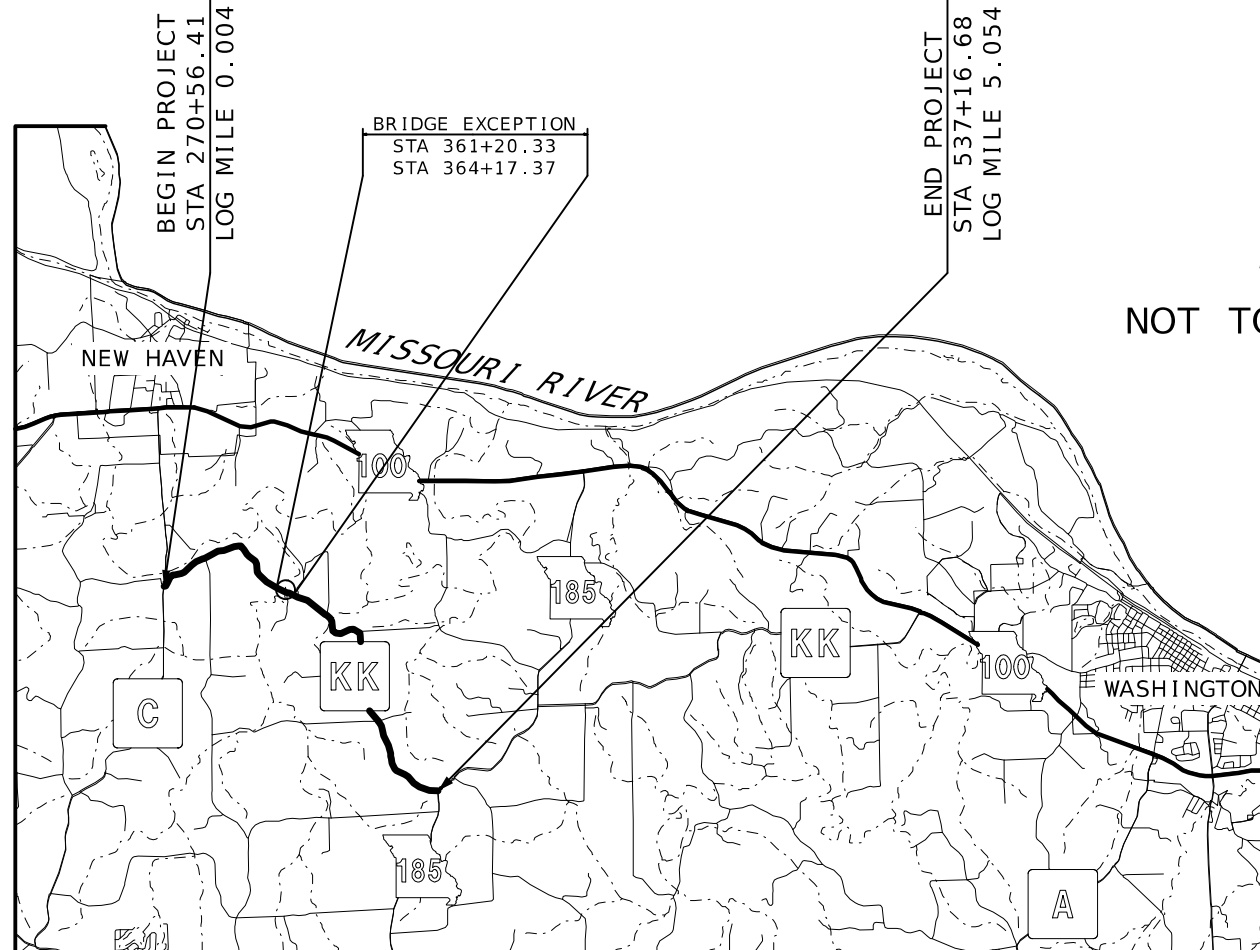 BEGIN PROJECT
STA 270+56.41
LOG MILE 0.004
BRIDGE EXCEPTION
STA 361+20.33
STA 364+17.37
END PROJECT
STA 537+16.68
LOG MILE 5.054
NOT
MISSOURI RIVER
NEW HAVEN
100
185
KK
KK
100
WASHINGTON
C
185
A